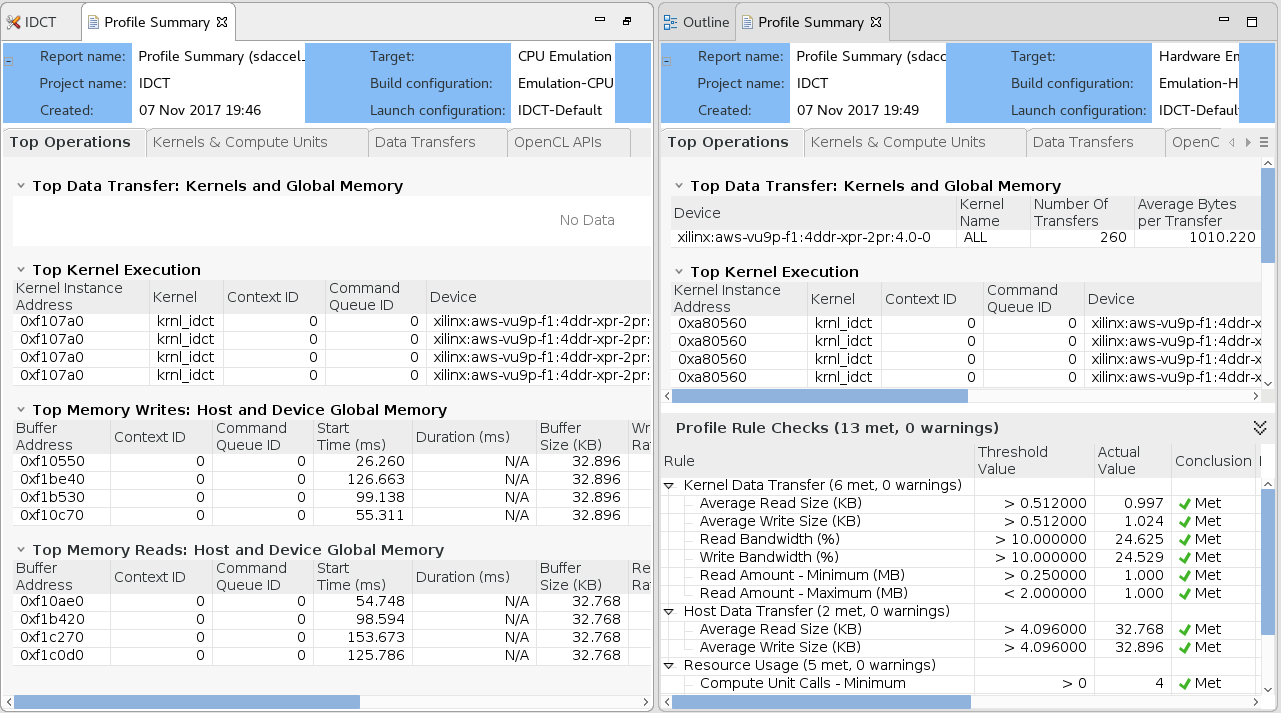 IDCT
Profile Summary
Report name: Profile Summary (sdaccel_ Target: CPU Emulation
Project name: IDCT Build configuration: Emulation-CPU
Created: 07 Nov 2017 19:46 Launch configuration: IDCT-Default
Top Operations Kernels & Compute Units Data Transfers OpenCL APIs
Top Data Transfer: Kernels and Global Memory
No Data
Top Kernel Execution
Kernel Instance Address Kernel Context ID Command Queue ID Device
0xf107a0 krnl_idct 0 0 xilinx:aws-vu9p-f1:4ddr-xpr-2pr:
0xf107a0 krnl_idct 0 0 xilinx:aws-vu9p-f1:4ddr-xpr-2pr:
0xf107a0 krnl_idct 0 0 xilinx:aws-vu9p-f1:4ddr-xpr-2pr:
0xf107a0 krnl_idct 0 0 xilinx:aws-vu9p-f1:4ddr-xpr-2pr:
Top Memory Writes: Host and Device Global Memory
Buffer Address Context ID Command Queue ID Start Time (ms) Duration (ms) Buffer Size (KB) Wr Ra
0xf10550 0 0 26.260 N/A 32.896
0xf1be40 0 0 126.663 N/A 32.896
0xf1b530 0 0 99.138 N/A 32.896
0xf10c70 0 0 55.311 N/A 32.896
Top Memory Reads: Host and Device Global Memory
Buffer Address Context ID Command Queue ID Start Time (ms) Duration (ms) Buffer Size (KB) Re Ra
0xf10ae0 0 0 54.748 N/A 32.768
0xf1b420 0 0 98.594 N/A 32.768
0xf1c270 0 0 153.673 N/A 32.768
0xf1c0d0 0 0 125.786 N/A 32.768
Outline
Profile Summary
Report name: Profile Summary (sdacc Target: Hardware Em
Project name: IDCT Build configuration: Emulation-H
Created: 07 Nov 2017 19:49 Launch configuration: IDCT-Defaul
Top Operations Kernels & Compute Units Data Transfers OpenC
Top Data Transfer: Kernels and Global Memory
Device Kernel Name Number Of Transfers Average Bytes per Transfer
xilinx:aws-vu9p-f1:4ddr-xpr-2pr:4.0-0 ALL 260 1010.220
Top Kernel Execution
Kernel Instance Address Kernel Context ID Command Queue ID Device
0xa80560 krnl_idct 0 0 xilinx:aws-vu9p-f1:4ddr-x
0xa80560 krnl_idct 0 0 xilinx:aws-vu9p-f1:4ddr-x
0xa80560 krnl_idct 0 0 xilinx:aws-vu9p-f1:4ddr-x
0xa80560 krnl_idct 0 0 xilinx:aws-vu9p-f1:4ddr-x
Profile Rule Checks (13 met, 0 warnings)
Rule Threshold Value Actual Value Conclusion
Kernel Data Transfer (6 met, 0 warnings)
Average Read Size (KB) > 0.512000 0.997 Met
Average Write Size (KB) > 0.512000 1.024 Met
Read Bandwidth (%) > 10.000000 24.625 Met
Write Bandwidth (%) > 10.000000 24.529 Met
Read Amount - Minimum (MB) > 0.250000 1.000 Met
Read Amount - Maximum (MB) < 2.000000 1.000 Met
Host Data Transfer (2 met, 0 warnings)
Average Read Size (KB) > 4.096000 32.768 Met
Average Write Size (KB) > 4.096000 32.896 Met
Resource Usage (5 met, 0 warnings)
Compute Unit Calls - Minimum > 0 4 Met